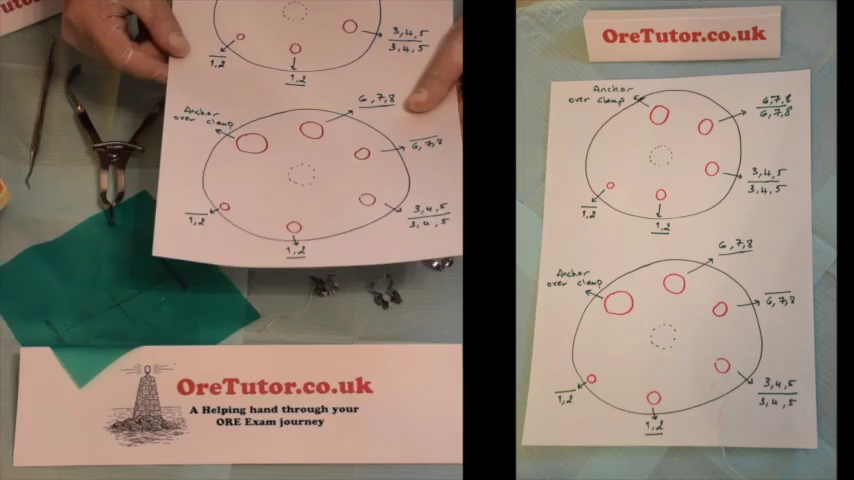 3,4,5
3,4,5
1,2
1,2
Anchor
over clamp
6,7,8
6,7,8
3,4,5
3,4,5
1,2
1,2
OreTutor.co.uk
A Helping hand through your
ORE Exam journey
OreTutor.co.uk
Anchor
over clamp
6,7,8
6,7,8
3,4,5
3,4,5
1,2
1,2
Anchor
over clamp
6,7,8
6,7,8
3,4,5
3,4,5
1,2
1,2